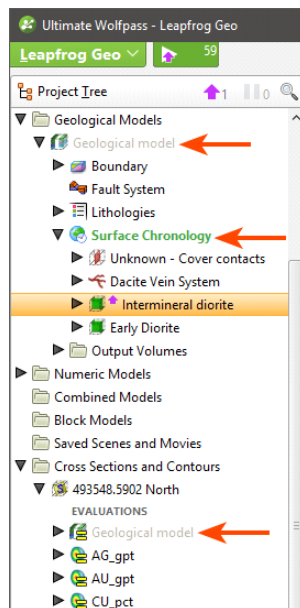 Ultimate Wolfpass - Leapfrog Geo
Leapfrog Geo
59
Project Tree
1
0
Geological Models
Geological model
Boundary
Fault System
Lithologies
Surface Chronology
Unknown - Cover contacts
Dacite Vein System
Intermineral diorite
Early Diorite
Output Volumes
Numeric Models
Combined Models
Block Models
Saved Scenes and Movies
Cross Sections and Contours
493548.5902 North
EVALUATIONS
Geological model
AG_gpt
AU_gpt
CU_pct